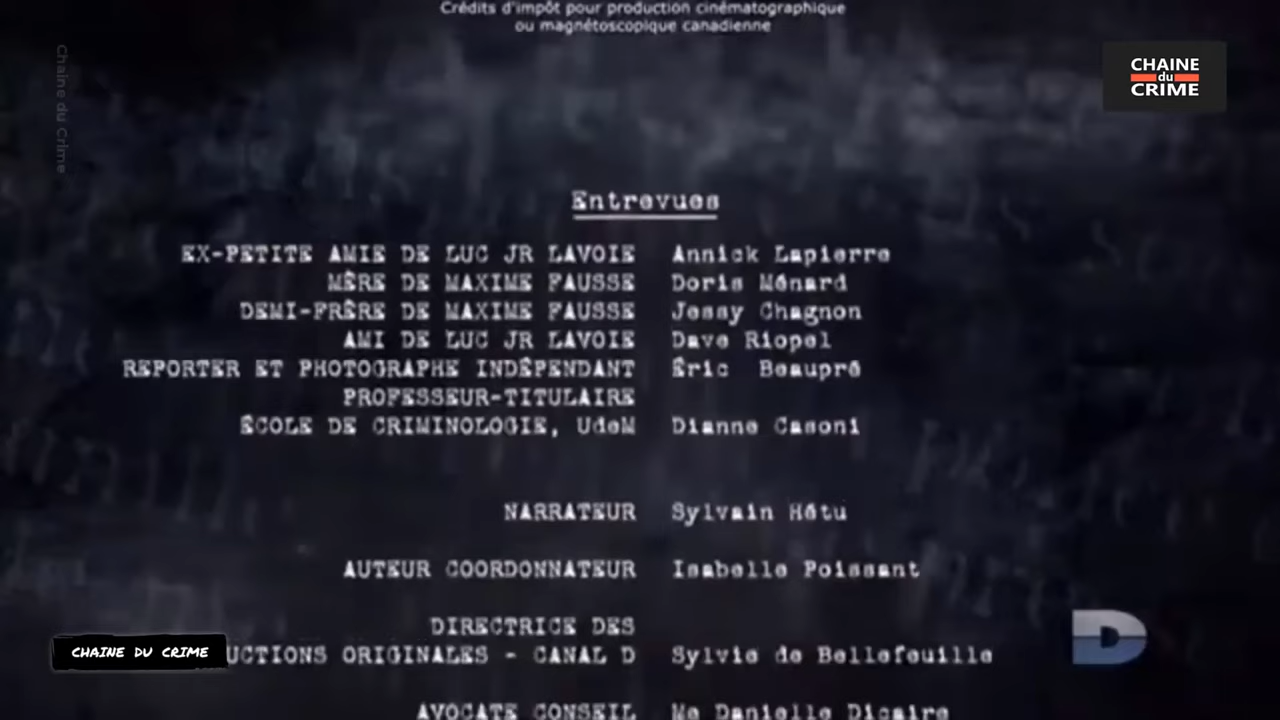 Crédits d'impôt pour production cinématographique
ou magnétoscopique canadienne
Chaine du Crime
CHAINE
du
CRIME
Entrevues
EX-PETITE AMIE DE LUC JR LAVOIE Annick Lapierre
MÈRE DE MAXIME FAUSSE Doris Ménard
DEMI-FRÈRE DE MAXIME FAUSSE Jessy Chagnon
AMI DE LUC JR LAVOIE Dave Riopel
REPORTER ET PHOTOGRAPHE INDÉPENDANT Éric Beaupré
PROFESSEUR-TITULAIRE
ÉCOLE DE CRIMINOLOGIE, UdeM Dianne Casoni
NARRATEUR Sylvain Hétu
AUTEUR COORDONNATEUR Isabelle Poissant
DIRECTRICE DES
UCTIONS ORIGINALES - CANAL D Sylvie de Bellefeuille
CHAINE DU CRIME
D
AVOCATE CONSEIL Me Danielle Dicaire